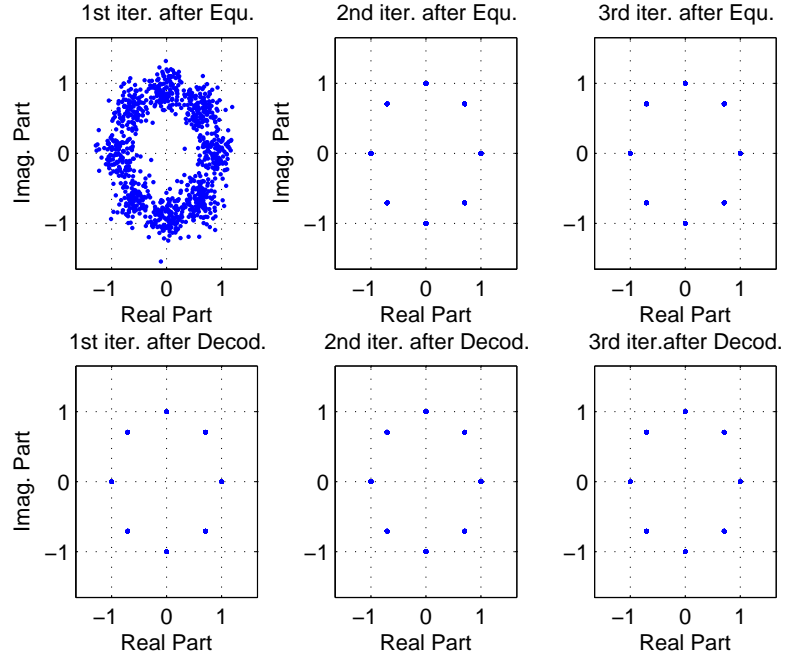 1st iter. after Equ.
2nd iter. after Equ.
3rd iter. after Equ.
Imag. Part
1
0
−1
−1 0 1
Real Part
Imag. Part
1
0
−1
−1 0 1
Real Part
1
0
−1
−1 0 1
Real Part
1st iter. after Decod.
2nd iter. after Decod.
3rd iter.after Decod.
Imag. Part
1
0
−1
−1 0 1
Real Part
1
0
−1
−1 0 1
Real Part
1
0
−1
−1 0 1
Real Part